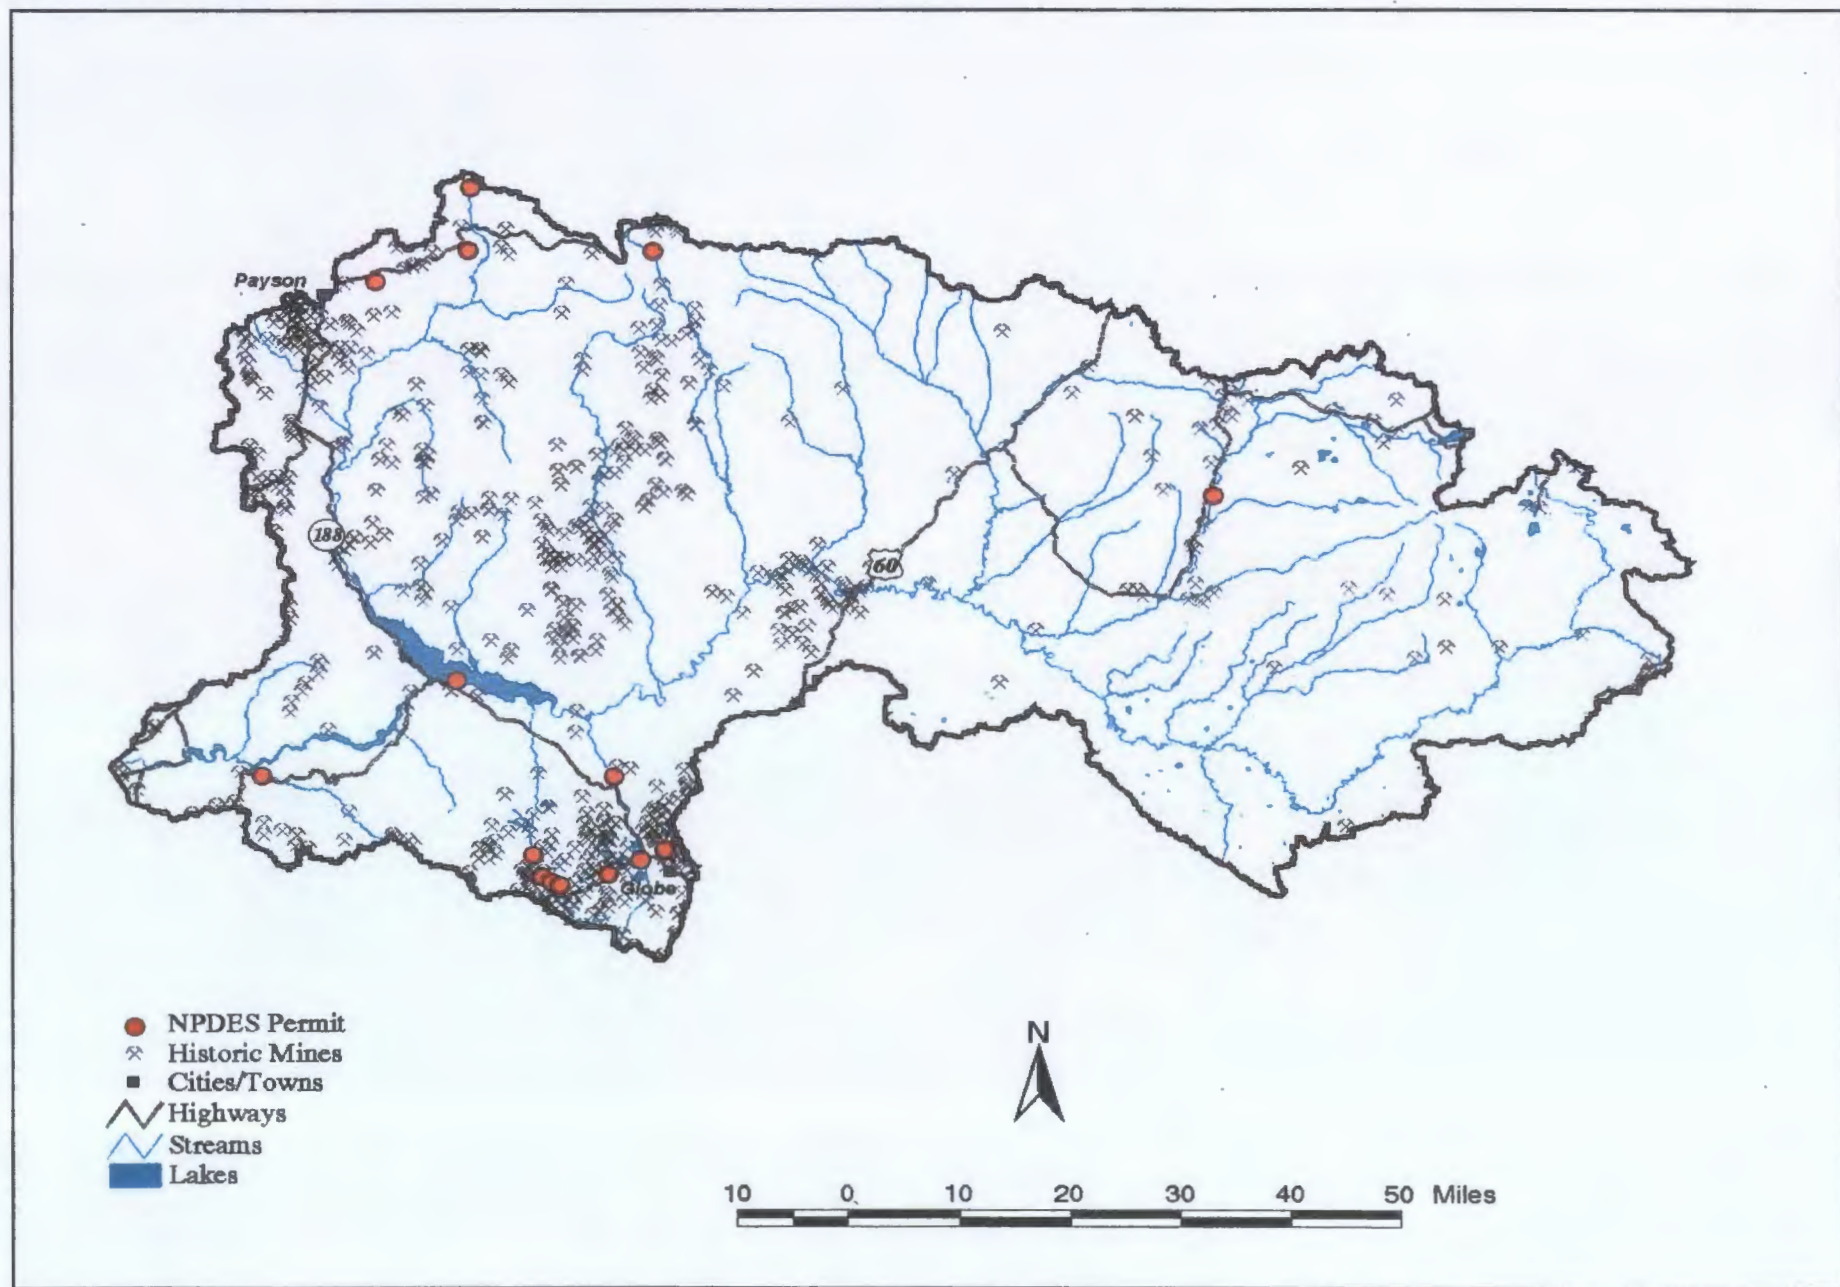 Payson
188
60
Globe
NPDES Permit
Historic Mines
Cities/Towns
Highways
Streams
Lakes
N
10 0 10 20 30 40 50 Miles